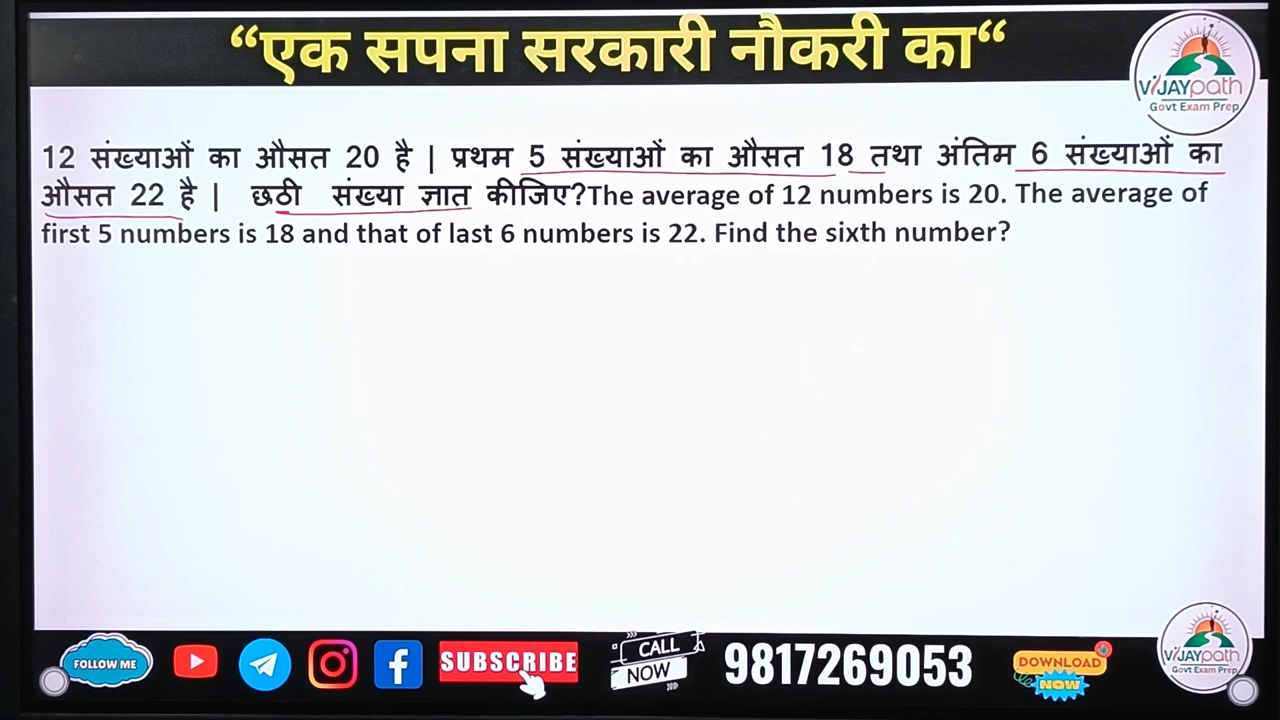 “एक सपना सरकारी नौकरी का“
ViJAYpath
Govt Exam Prep
12 संख्याओं का औसत 20 है | प्रथम 5 संख्याओं का औसत 18 तथा अंतिम 6 संख्याओं का
औसत 22 है | छठी संख्या ज्ञात कीजिए?The average of 12 numbers is 20. The average of
first 5 numbers is 18 and that of last 6 numbers is 22. Find the sixth number?
FOLLOW ME
SUBSCRIBE
CALL
NOW
9817269053
DOWNLOAD
NOW
ViJAYpath
Govt Exam Prep